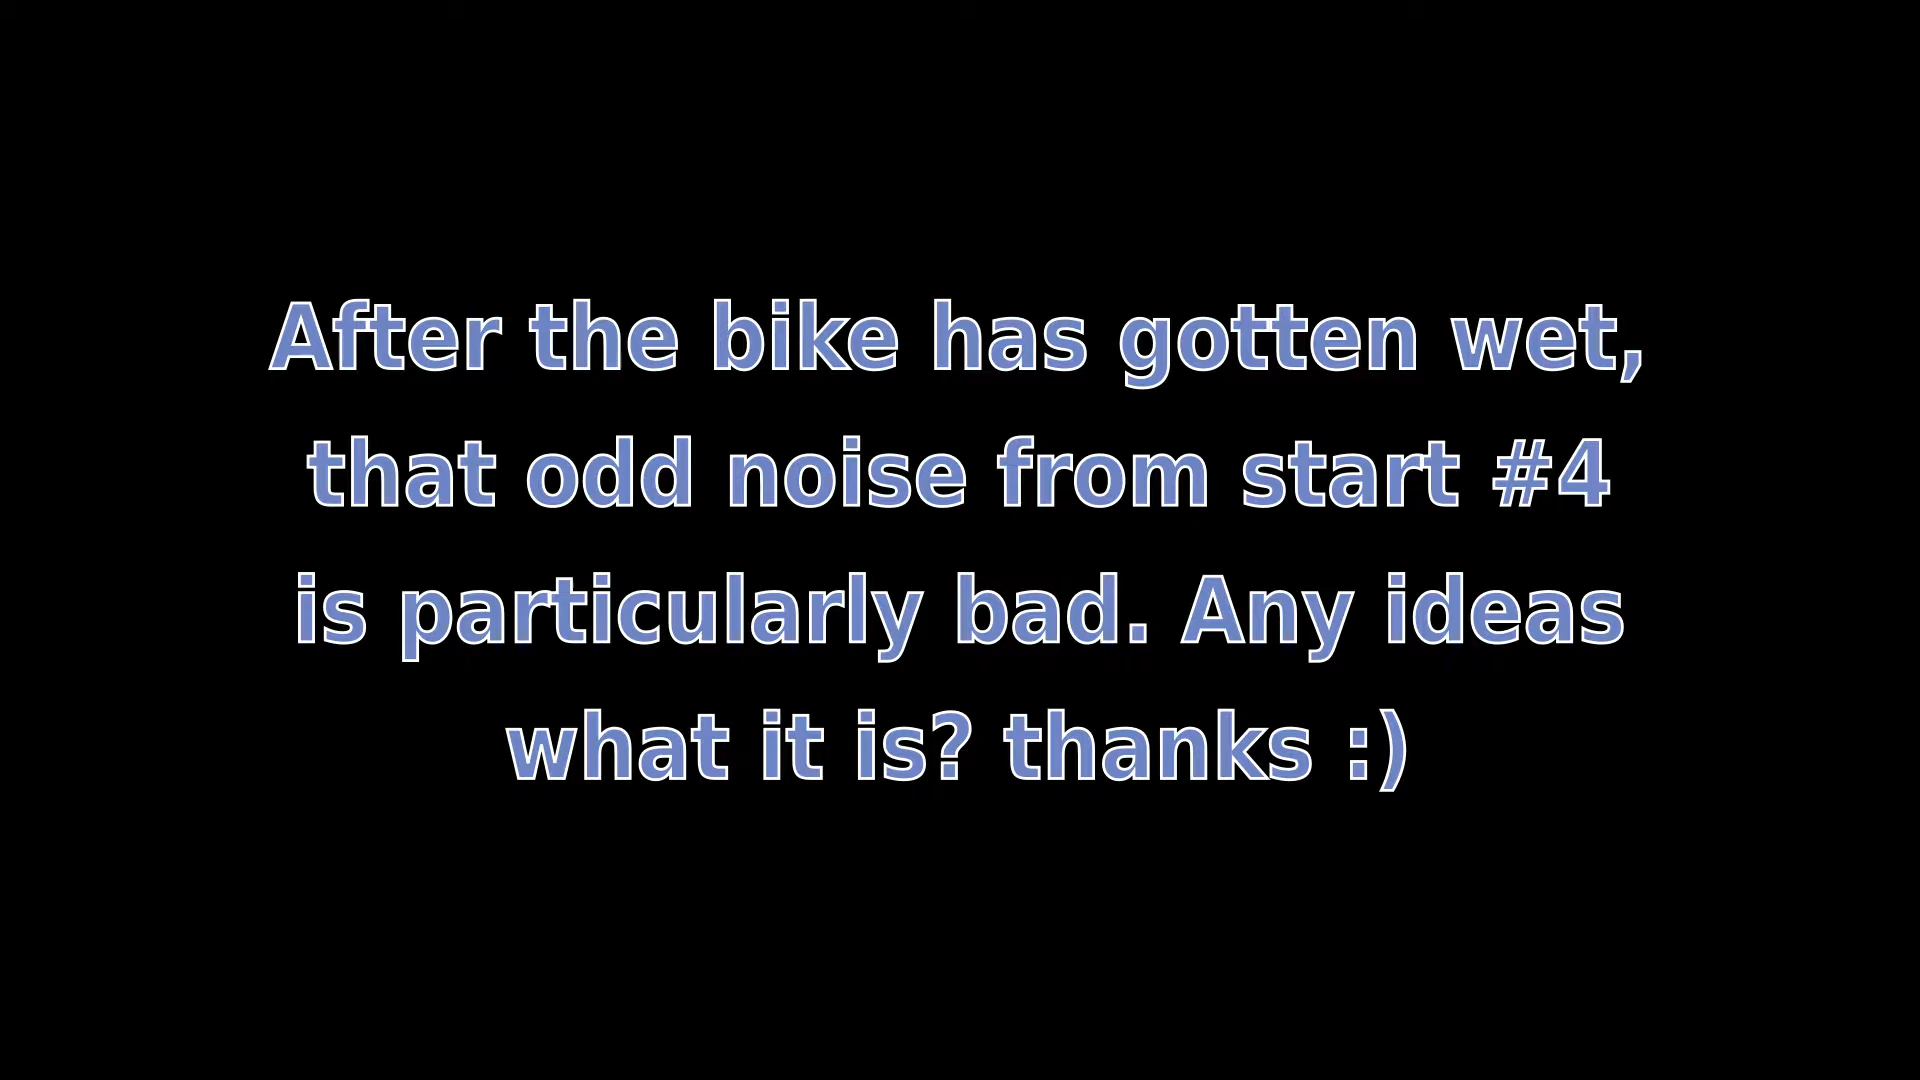 After the bike has gotten wet,
that odd noise from start #4
is particularly bad. Any ideas
what it is? thanks :)